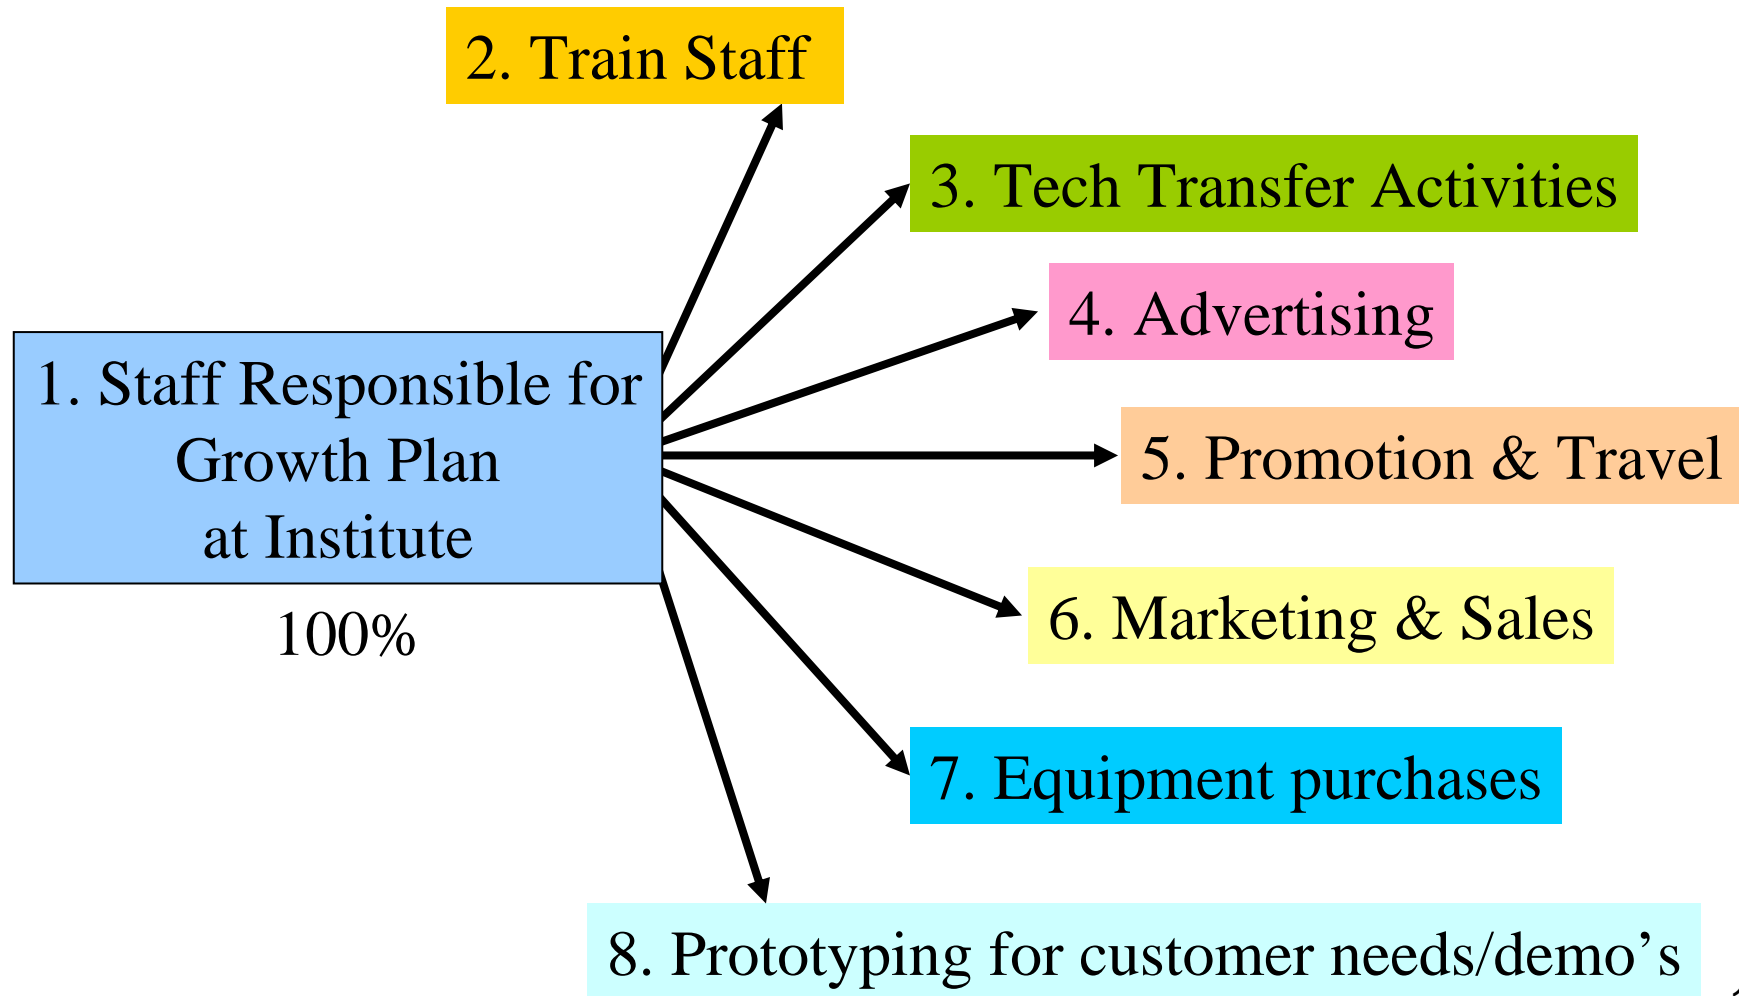 2. Train Staff
3. Tech Transfer Activities
4. Advertising
1. Staff Responsible for
Growth Plan
at Institute
5. Promotion & Travel
100%
6. Marketing & Sales
7. Equipment purchases
8. Prototyping for customer needs/demo’s